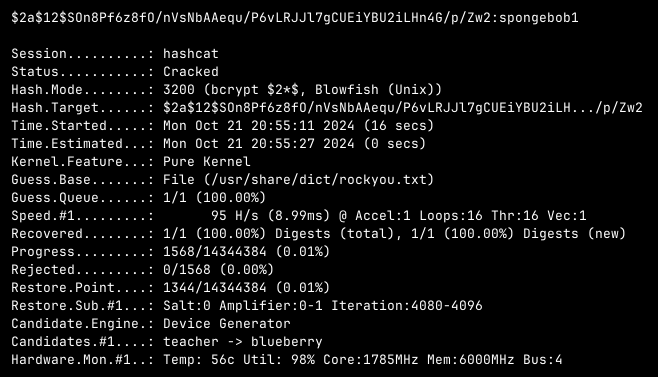 $2a$12$SOn8Pf6z8fO/nVsNbAAequ/P6vLRJJl7gCUEiYBU2iLHn4G/p/Zw2:spongebob1
Session..........: hashcat
Status...........: Cracked
Hash.Mode........: 3200 (bcrypt $2*$, Blowfish (Unix))
Hash.Target......: $2a$12$SOn8Pf6z8fO/nVsNbAAequ/P6vLRJJl7gCUEiYBU2iLH.../p/Zw2
Time.Started.....: Mon Oct 21 20:55:11 2024 (16 secs)
Time.Estimated...: Mon Oct 21 20:55:27 2024 (0 secs)
Kernel.Feature...: Pure Kernel
Guess.Base.......: File (/usr/share/dict/rockyou.txt)
Guess.Queue......: 1/1 (100.00%)
Speed.#1.........:       95 H/s (8.99ms) @ Accel:1 Loops:16 Thr:16 Vec:1
Recovered........: 1/1 (100.00%) Digests (total), 1/1 (100.00%) Digests (new)
Progress.........: 1568/14344384 (0.01%)
Rejected.........: 0/1568 (0.00%)
Restore.Point....: 1344/14344384 (0.01%)
Restore.Sub.#1...: Salt:0 Amplifier:0-1 Iteration:4080-4096
Candidate.Engine.: Device Generator
Candidates.#1....: teacher -> blueberry
Hardware.Mon.#1..: Temp: 56c Util: 98% Core:1785MHz Mem:6000MHz Bus:4